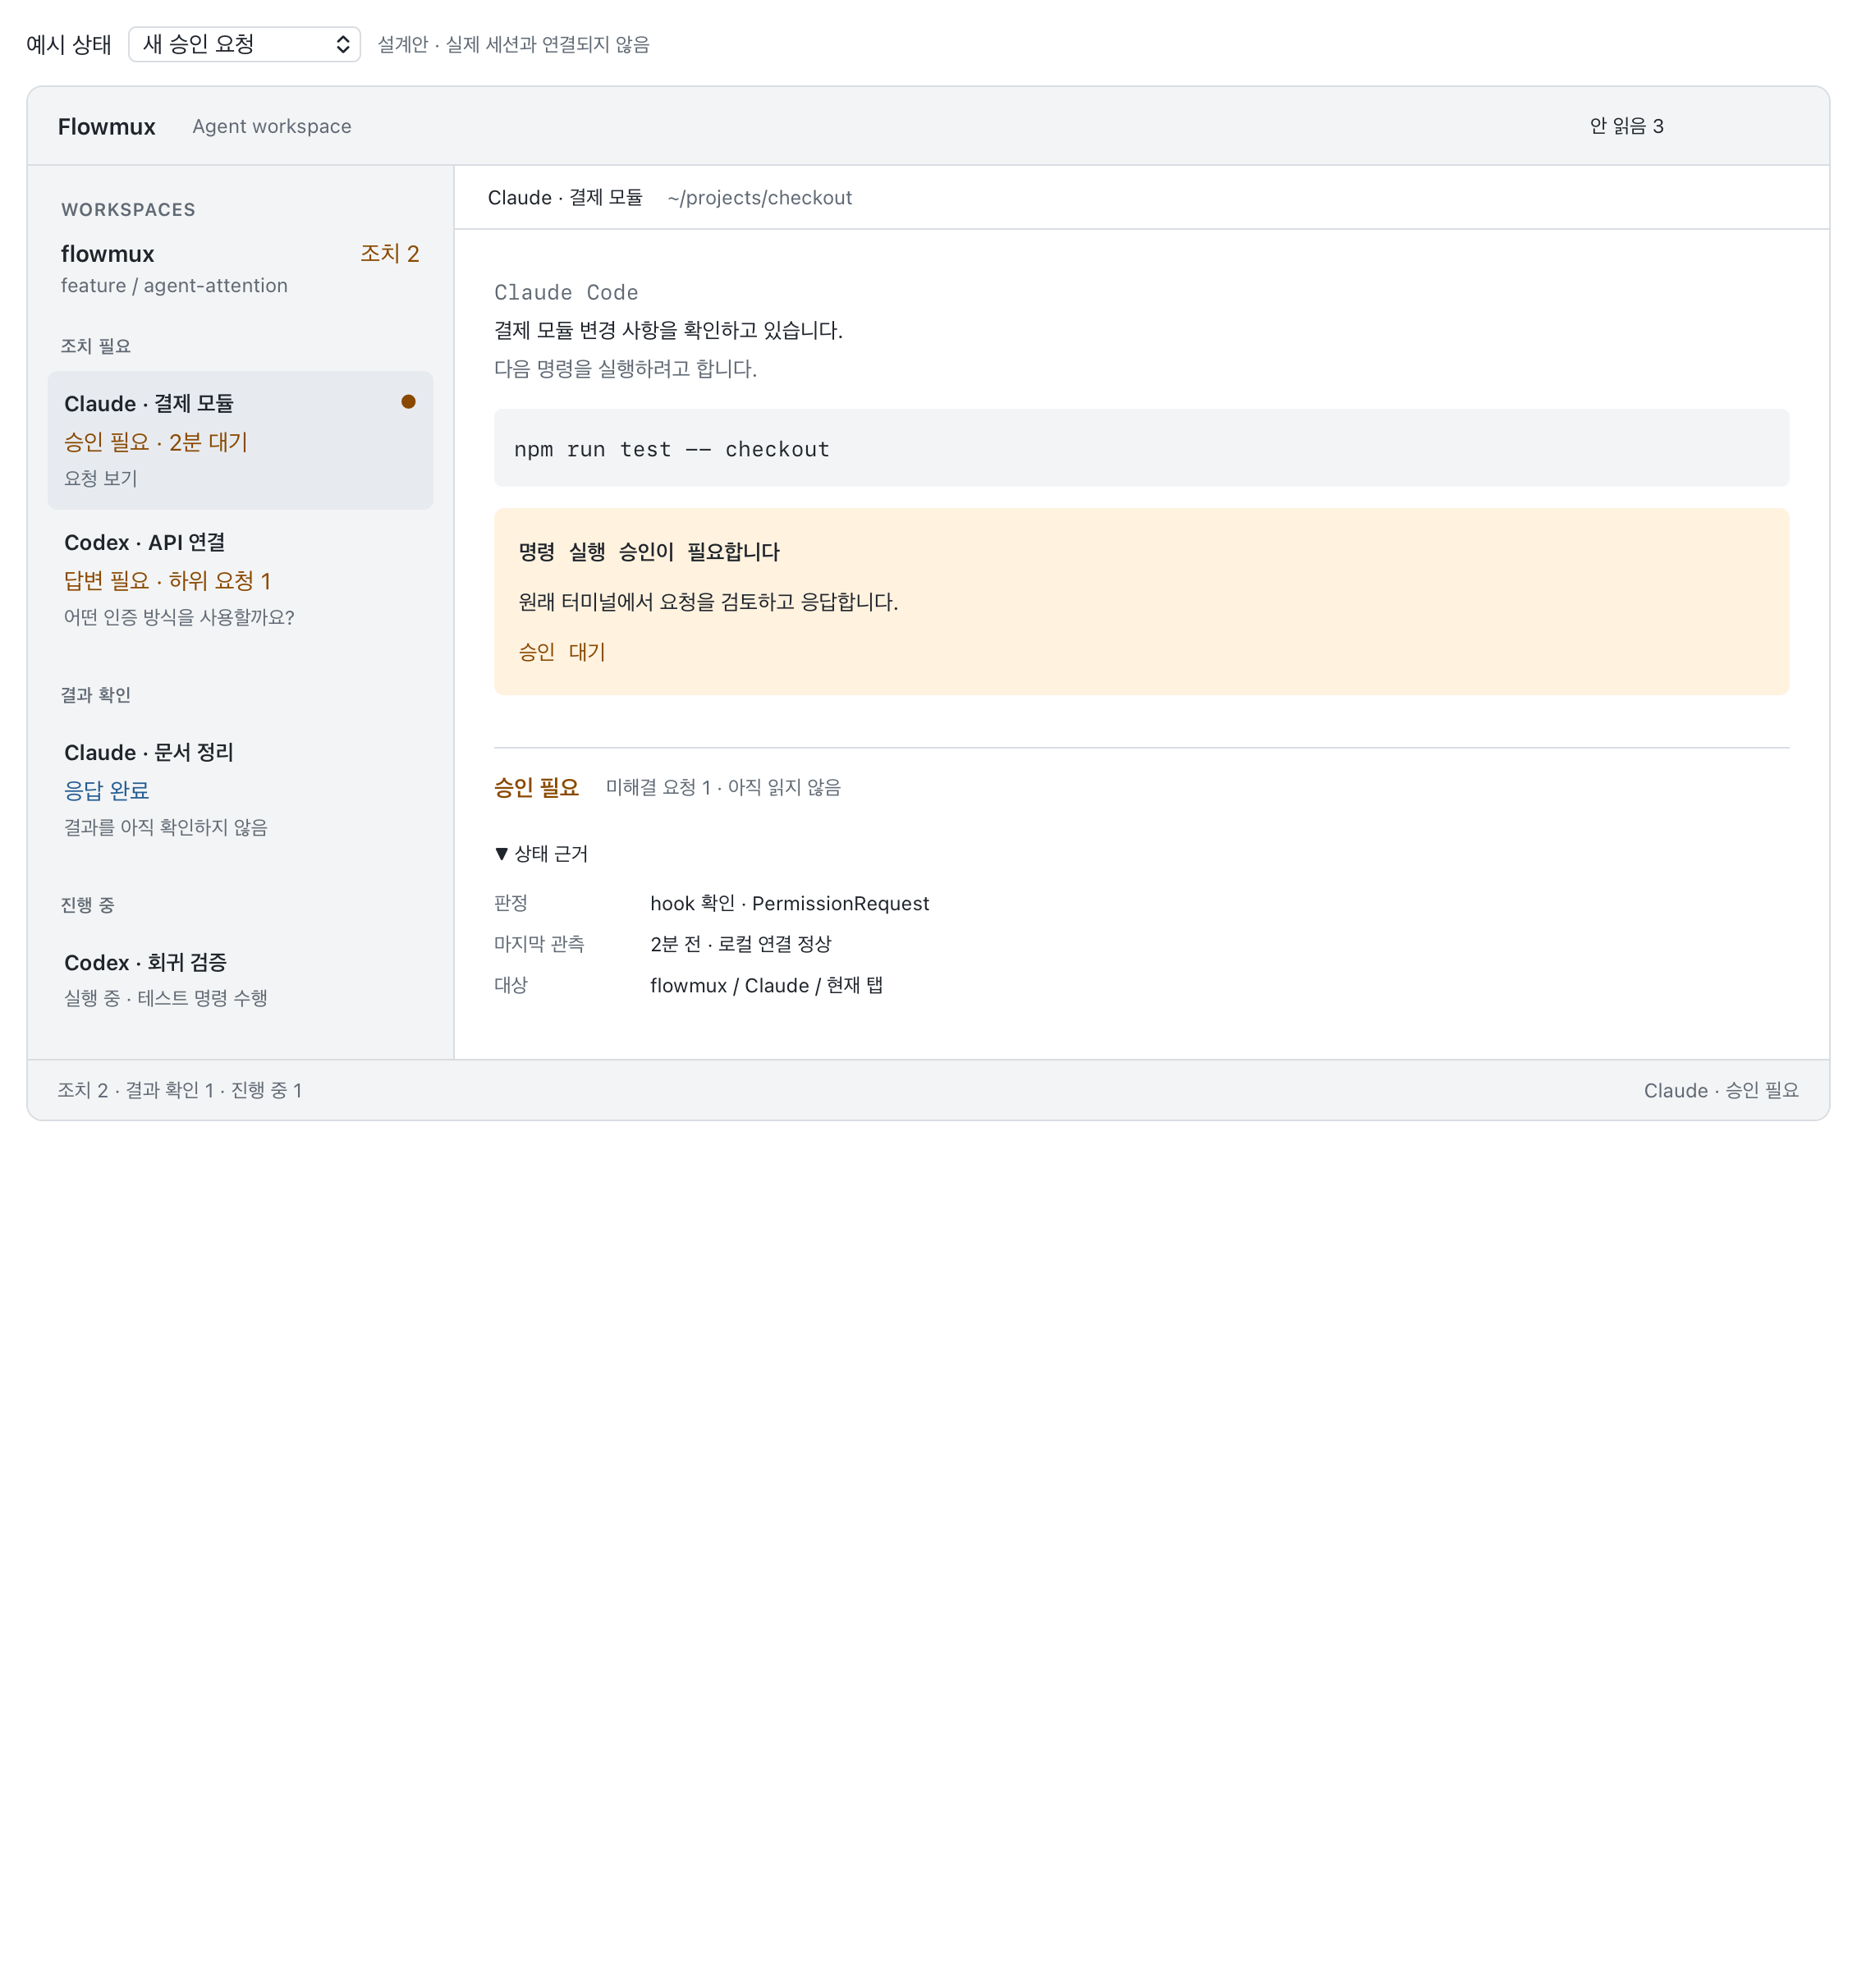 예시 상태 새 승인 요청 설계안 · 실제 세션과 연결되지 않음
Flowmux Agent workspace 안 읽음 3
WORKSPACES
flowmux 조치 2
feature / agent-attention
조치 필요
Claude · 결제 모듈
승인 필요 · 2분 대기
요청 보기
Codex · API 연결
답변 필요 · 하위 요청 1
어떤 인증 방식을 사용할까요?
결과 확인
Claude · 문서 정리
응답 완료
결과를 아직 확인하지 않음
진행 중
Codex · 회귀 검증
실행 중 · 테스트 명령 수행
Claude · 결제 모듈 ~/projects/checkout
Claude Code
결제 모듈 변경 사항을 확인하고 있습니다.
다음 명령을 실행하려고 합니다.
npm run test -- checkout
명령 실행 승인이 필요합니다
원래 터미널에서 요청을 검토하고 응답합니다.
승인 대기
승인 필요 미해결 요청 1 · 아직 읽지 않음
▼ 상태 근거
판정 hook 확인 · PermissionRequest
마지막 관측 2분 전 · 로컬 연결 정상
대상 flowmux / Claude / 현재 탭
조치 2 · 결과 확인 1 · 진행 중 1 Claude · 승인 필요